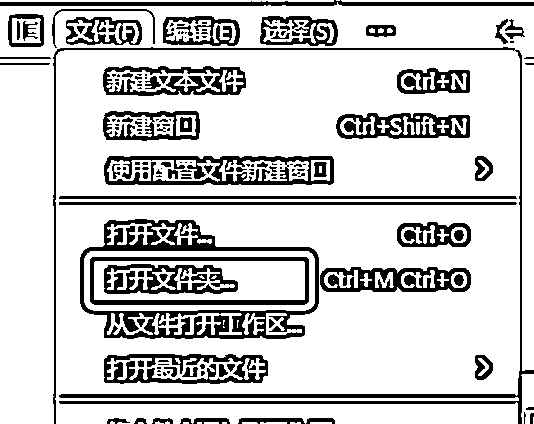 文件(F) 编辑(E) 选择(S) ...
新建文本文件 Ctrl+N
新建窗口 Ctrl+Shift+N
使用配置文件新建窗口
打开文件... Ctrl+O
打开文件夹... Ctrl+M Ctrl+O
从文件打开工作区...
打开最近的文件